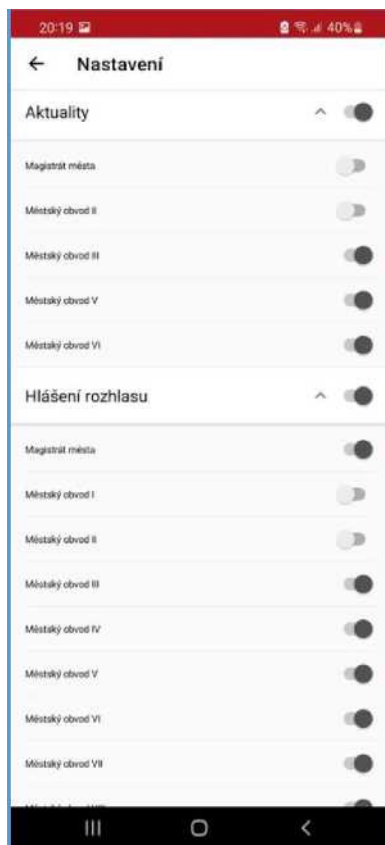 20:19 40%
Nastavení
Aktuality
Magistrát města
Městský obvod II
Městský obvod III
Městský obvod V
Městský obvod VI
Hlášení rozhlasu
Magistrát města
Městský obvod I
Městský obvod II
Městský obvod III
Městský obvod IV
Městský obvod V
Městský obvod VI
Městský obvod VII